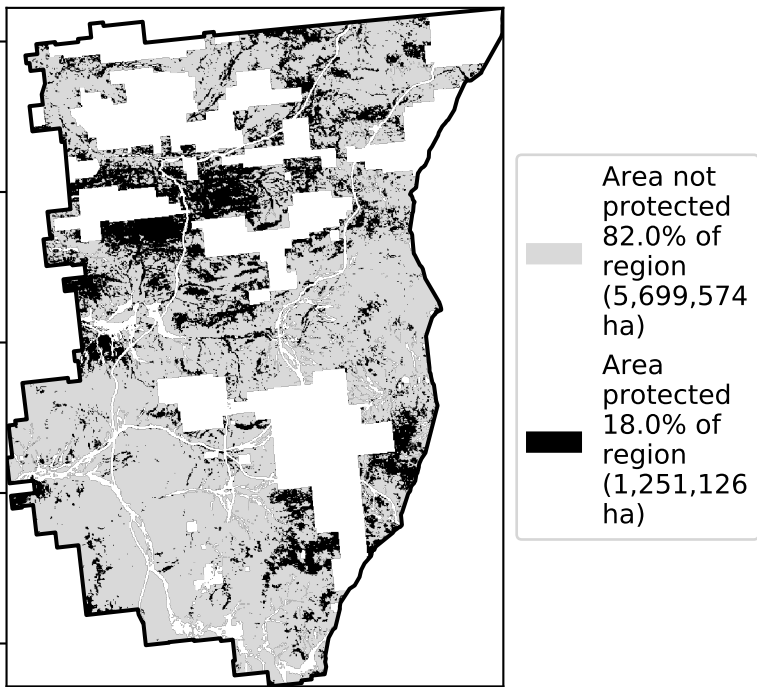 Area not
protected
82.0% of
region
(5,699,574
ha)
Area
protected
18.0% of
region
(1,251,126
ha)